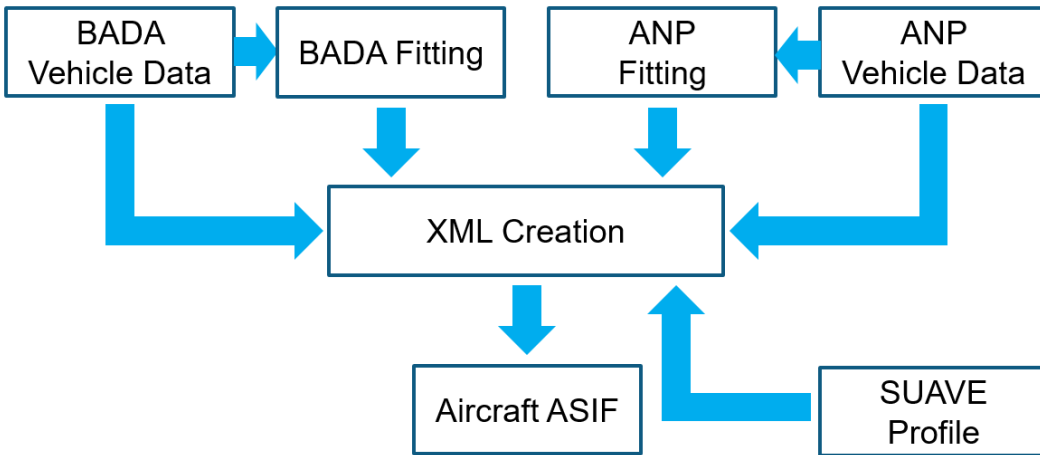 BADA
Vehicle Data
BADA Fitting
ANP
Fitting
ANP
Vehicle Data
XML Creation
Aircraft ASIF
SUAVE
Profile